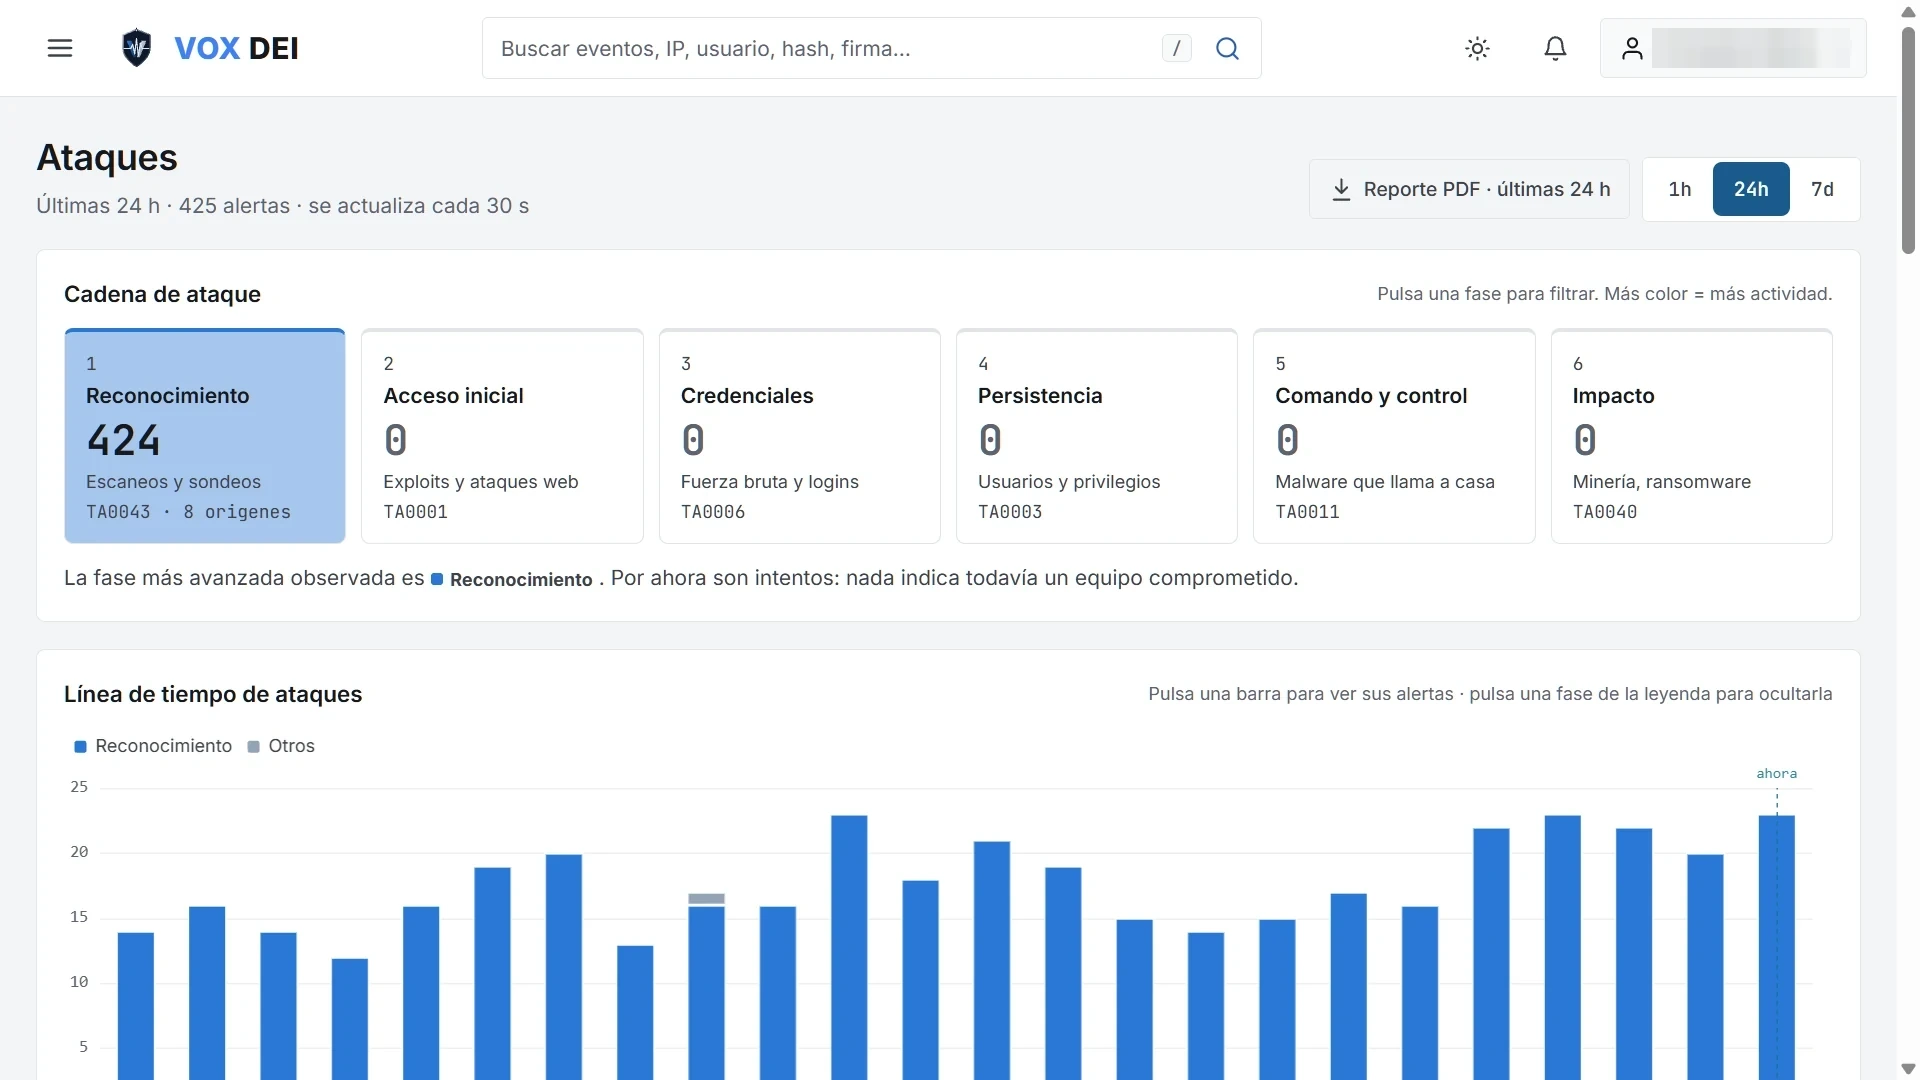 VOX DEI
Buscar eventos, IP, usuario, hash, firma...
/
Ataques
Últimas 24 h · 425 alertas · se actualiza cada 30 s
Reporte PDF · últimas 24 h
1h
24h
7d
Cadena de ataque
Pulsa una fase para filtrar. Más color = más actividad.
1
Reconocimiento
424
Escaneos y sondeos
TA0043 · 8 origenes
2
Acceso inicial
0
Exploits y ataques web
TA0001
3
Credenciales
0
Fuerza bruta y logins
TA0006
4
Persistencia
0
Usuarios y privilegios
TA0003
5
Comando y control
0
Malware que llama a casa
TA0011
6
Impacto
0
Minería, ransomware
TA0040
La fase más avanzada observada es Reconocimiento . Por ahora son intentos: nada indica todavía un equipo comprometido.
Línea de tiempo de ataques
Pulsa una barra para ver sus alertas · pulsa una fase de la leyenda para ocultarla
Reconocimiento
Otros
ahora
25
20
15
10
5